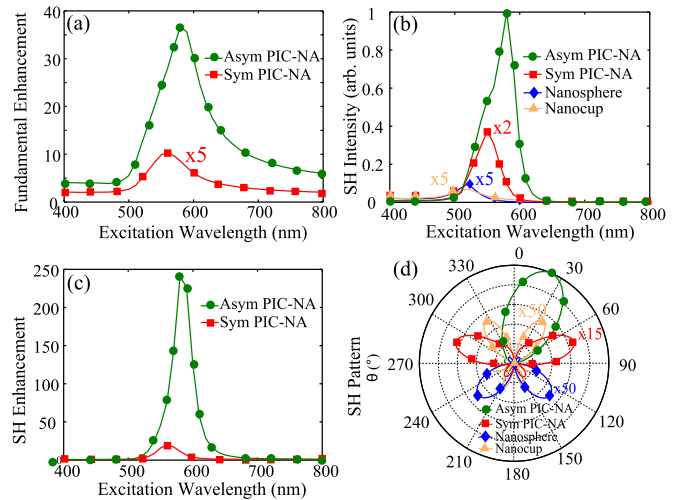 (a)
Fundamental Enhancement
40
30
20
10
0
400 500 600 700 800
Excitation Wavelength (nm)
Asym PIC-NA
Sym PIC-NA
x5
(b)
SH Intensity (arb. units)
1
0.8
0.6
0.4
0.2
0
400 500 600 700 800
Excitation Wavelength (nm)
Asym PIC-NA
Sym PIC-NA
Nanosphere
Nanocup
x2
x5
x5
(c)
SH Enhancement
250
200
150
100
50
0
400 500 600 700 800
Excitation Wavelength (nm)
Asym PIC-NA
Sym PIC-NA
(d)
SH Pattern
θ (°)
0
30
60
90
120
150
180
210
240
270
300
330
x50
x15
x50
Asym PIC-NA
Sym PIC-NA
Nanosphere
Nanocup